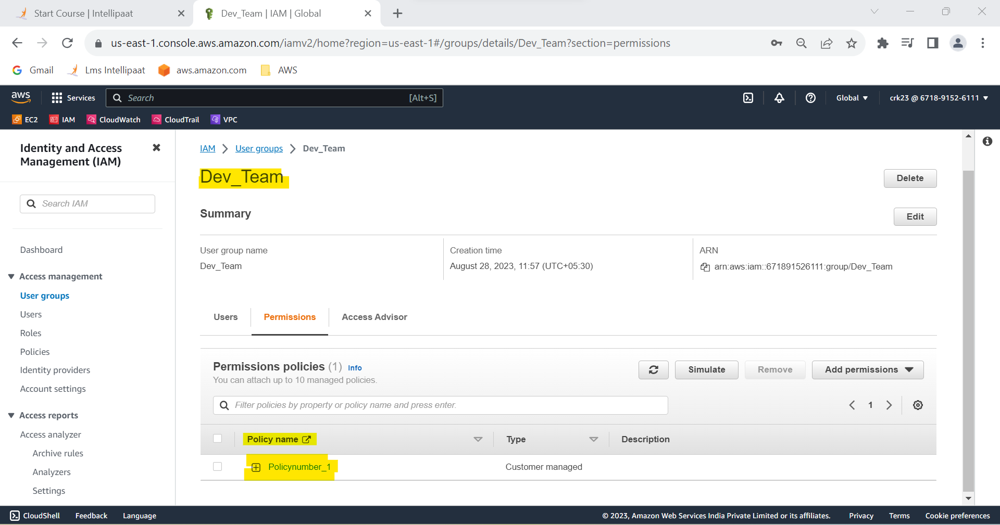 Start Course | Intellipaat
Dev_Team | IAM | Global
us-east-1.console.aws.amazon.com/iamv2/home?region=us-east-1#/groups/details/Dev_Team?section=permissions
Gmail Lms Intellipaat aws.amazon.com AWS
aws Services Search [Alt+S] Global crk23 @ 6718-9152-6111
EC2 IAM CloudWatch CloudTrail VPC
Identity and Access
Management (IAM)
Search IAM
Dashboard
Access management
User groups
Users
Roles
Policies
Identity providers
Account settings
Access reports
Access analyzer
Archive rules
Analyzers
Settings
IAM > User groups > Dev_Team
Dev_Team
Delete
Summary
Edit
User group name
Dev_Team
Creation time
August 28, 2023, 11:57 (UTC+05:30)
ARN
arn:aws:iam::671891526111:group/Dev_Team
Users Permissions Access Advisor
Permissions policies (1) Info
You can attach up to 10 managed policies.
Simulate Remove Add permissions
Filter policies by property or policy name and press enter.
1
Policy name Type Description
Policynumber_1 Customer managed
CloudShell Feedback Language © 2023, Amazon Web Services India Private Limited or its affiliates. Privacy Terms Cookie preferences